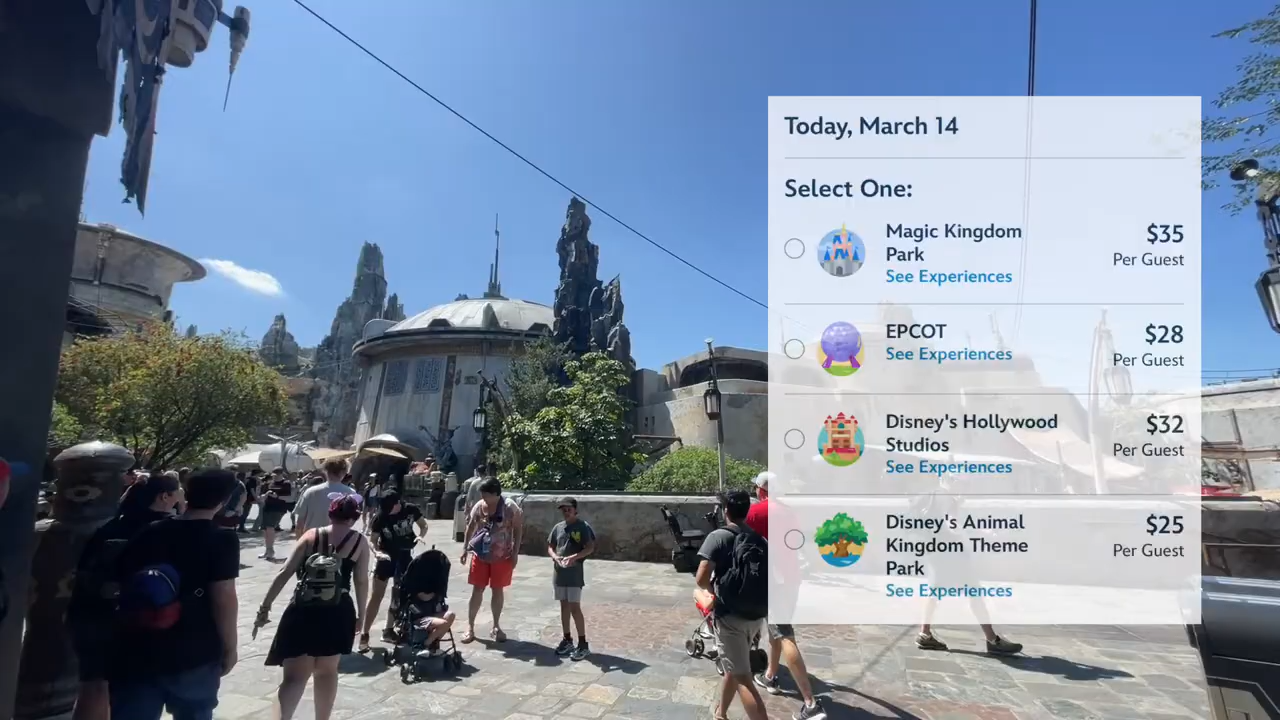 Today, March 14
Select One:
Magic Kingdom
Park
See Experiences
$35
Per Guest
EPCOT
See Experiences
$28
Per Guest
Disney's Hollywood
Studios
See Experiences
$32
Per Guest
Disney's Animal
Kingdom Theme
Park
See Experiences
$25
Per Guest